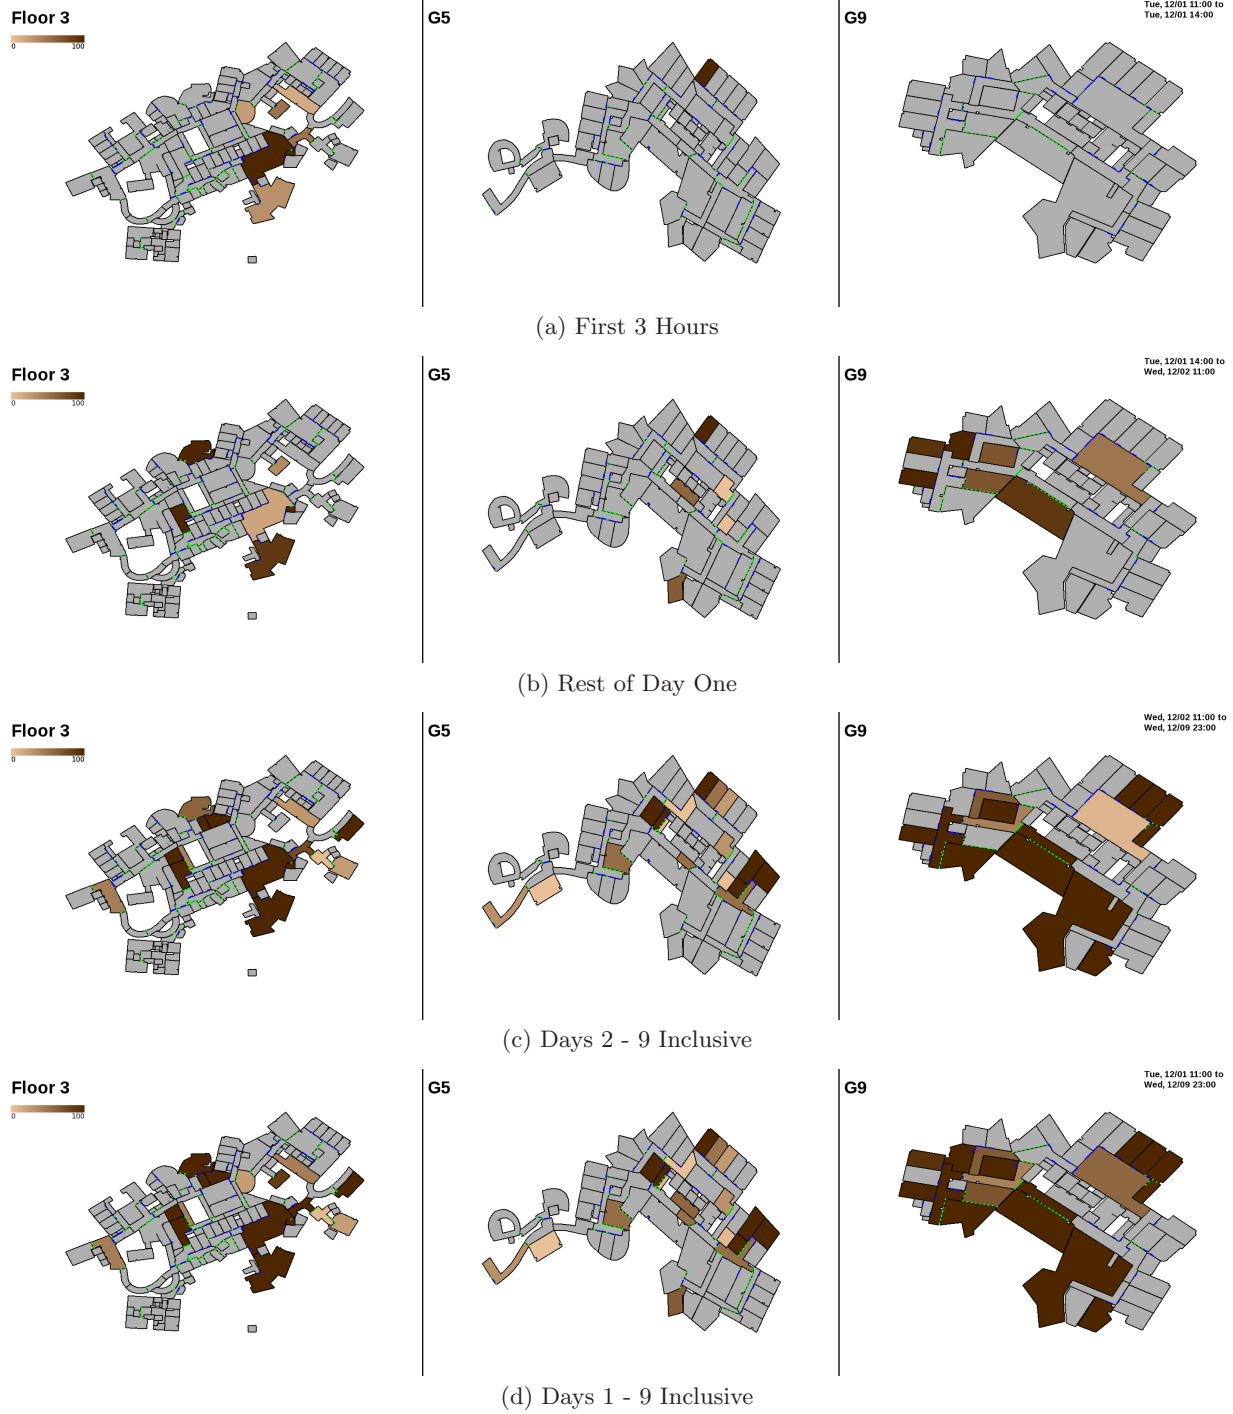 Floor 3
0 100
G5
G9
Tue, 12/01 11:00 to
Tue, 12/01 14:00
(a) First 3 Hours
Floor 3
0 100
G5
G9
Tue, 12/01 14:00 to
Wed, 12/02 11:00
(b) Rest of Day One
Floor 3
0 100
G5
G9
Wed, 12/02 11:00 to
Wed, 12/09 23:00
(c) Days 2 - 9 Inclusive
Floor 3
0 100
G5
G9
Tue, 12/01 11:00 to
Wed, 12/09 23:00
(d) Days 1 - 9 Inclusive